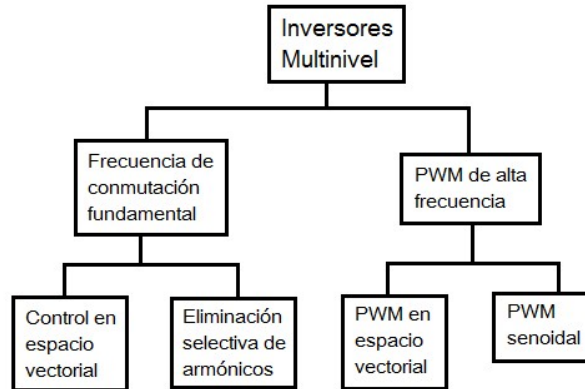 Inversores
Multinivel
Frecuencia de
conmutación
fundamental
PWM de alta
frecuencia
Control en
espacio
vectorial
Eliminación
selectiva de
armónicos
PWM en
espacio
vectorial
PWM
senoidal